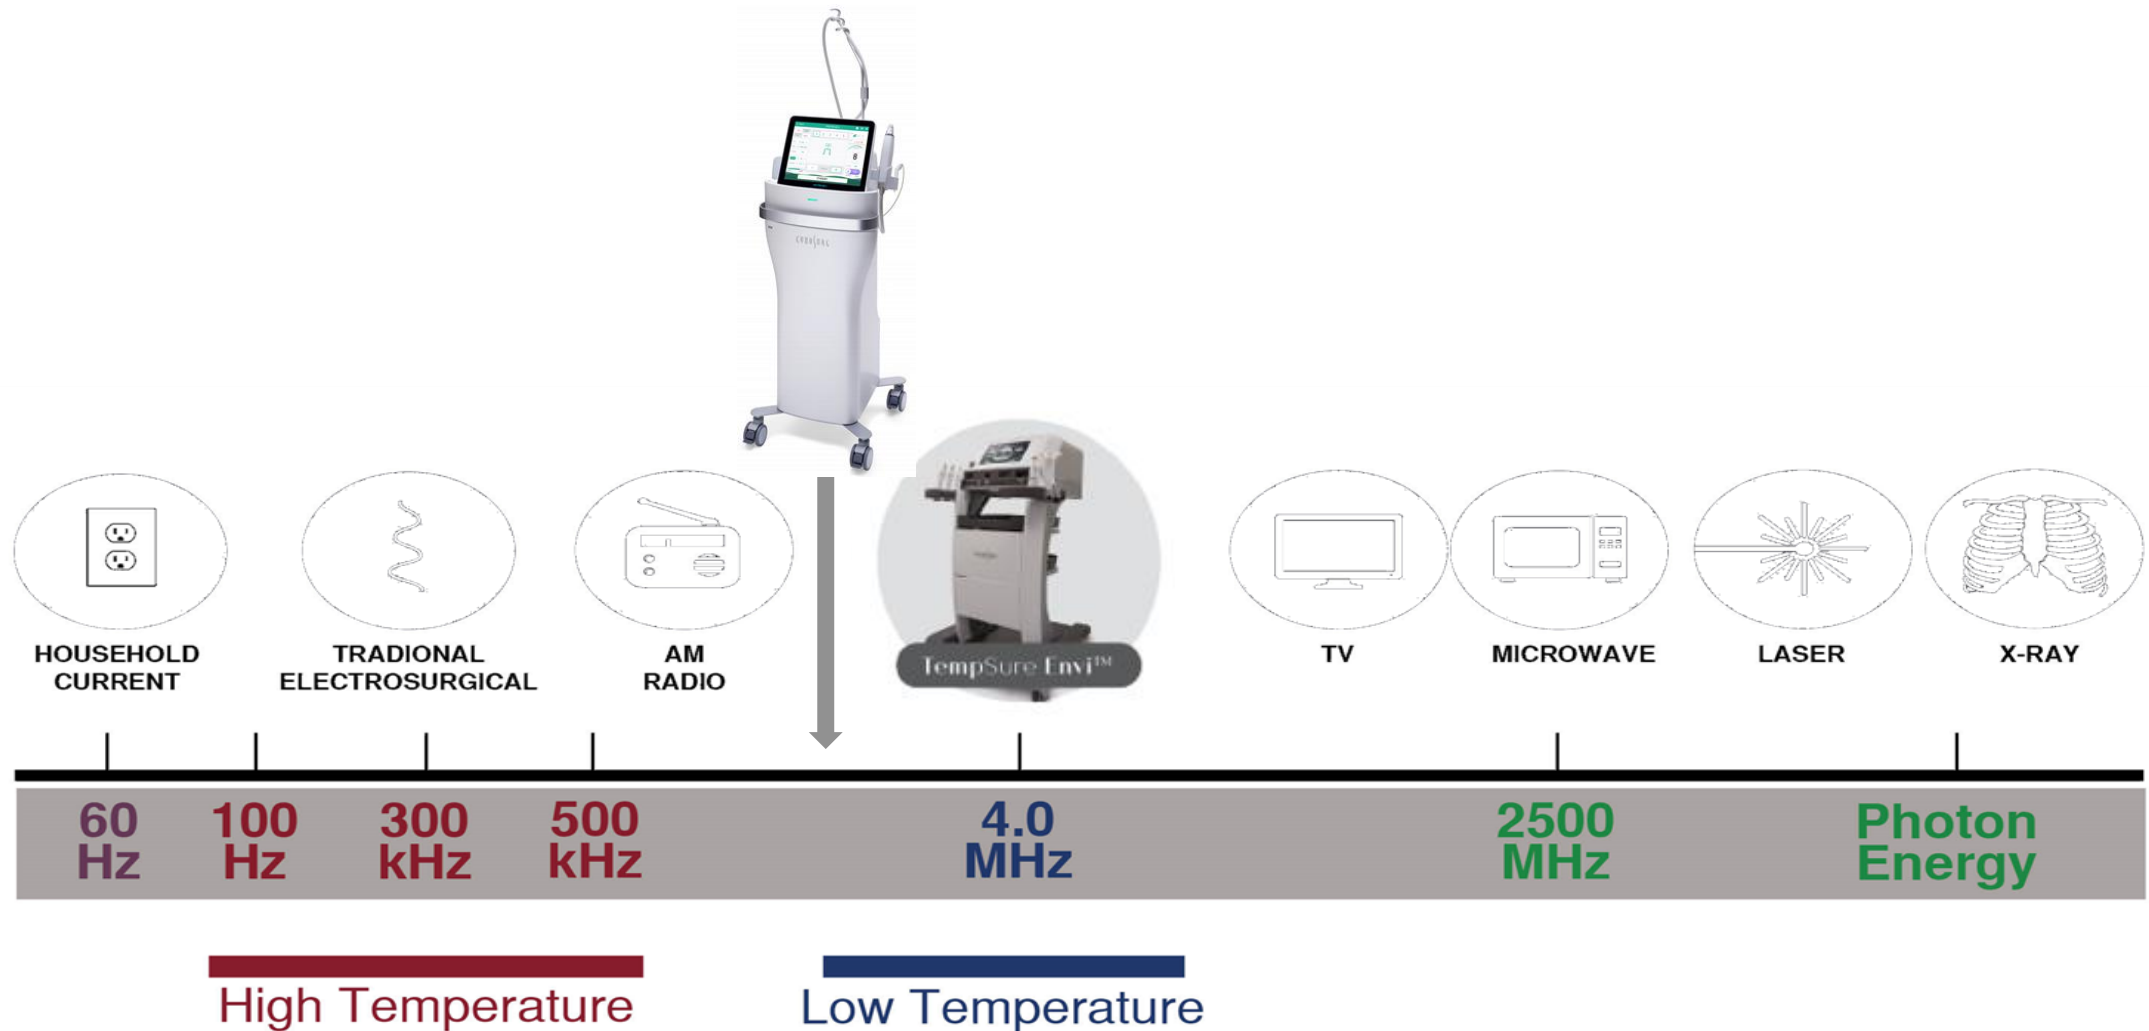 CYNOSURE
TempSure Envi™
HOUSEHOLD
CURRENT
TRADIONAL
ELECTROSURGICAL
AM
RADIO
TV
MICROWAVE
LASER
X-RAY
60
Hz
100
Hz
300
kHz
500
kHz
4.0
MHz
2500
MHz
Photon
Energy
High Temperature
Low Temperature